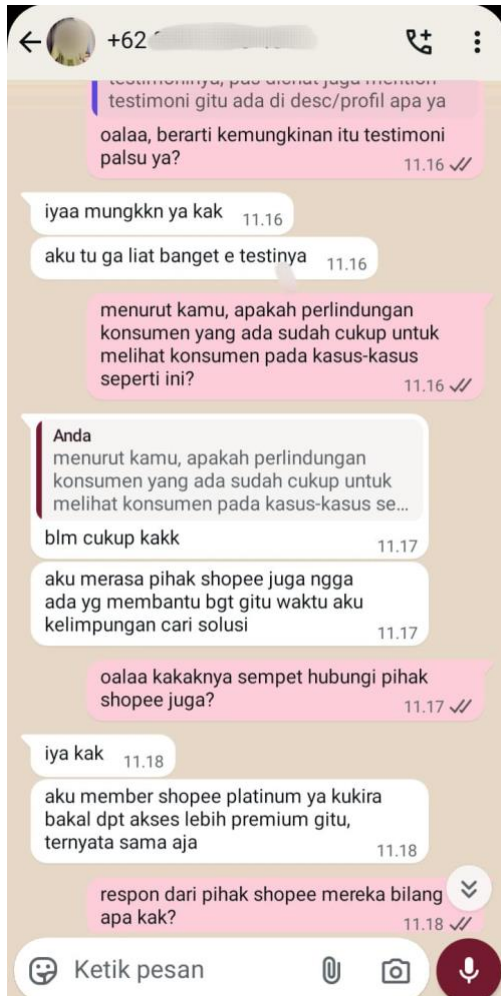 +62
testimoni gitu ada di desc/profil apa ya
oalaa, berarti kemungkinan itu testimoni
palsu ya?
11.16
iyaa mungkkn ya kak 11.16
aku tu ga liat banget e testinya 11.16
menurut kamu, apakah perlindungan
konsumen yang ada sudah cukup untuk
melihat konsumen pada kasus-kasus
seperti ini?
11.16
Anda
menurut kamu, apakah perlindungan
konsumen yang ada sudah cukup untuk
melihat konsumen pada kasus-kasus se...
blm cukup kakk
11.17
aku merasa pihak shopee juga ngga
ada yg membantu bgt gitu waktu aku
kelimpungan cari solusi
11.17
oalaa kakaknya sempet hubungi pihak
shopee juga?
11.17
iya kak 11.18
aku member shopee platinum ya kukira
bakal dpt akses lebih premium gitu,
ternyata sama aja
11.18
respon dari pihak shopee mereka bilang
apa kak?
11.18
Ketik pesan